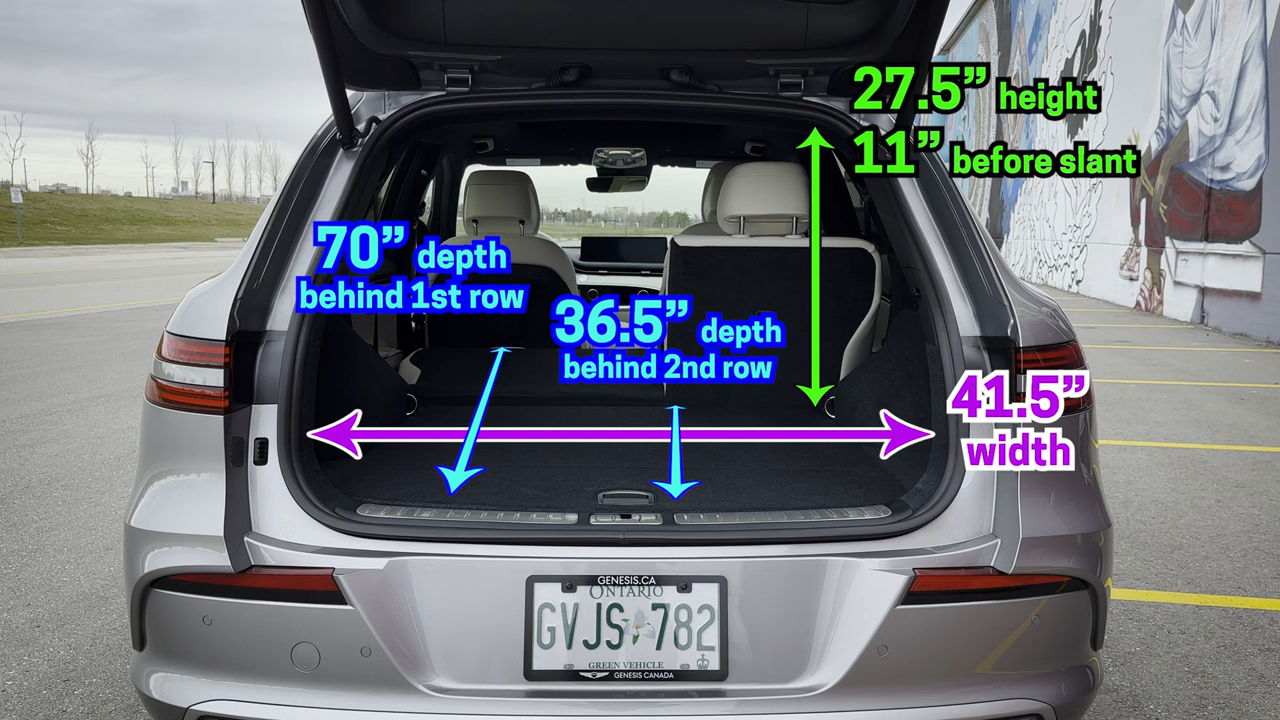 27.5” height
11” before slant
70” depth
behind 1st row
36.5” depth
behind 2nd row
41.5”
width
GENESIS.CA
ONTARIO
GVJS 782
GREEN VEHICLE
GENESIS CANADA